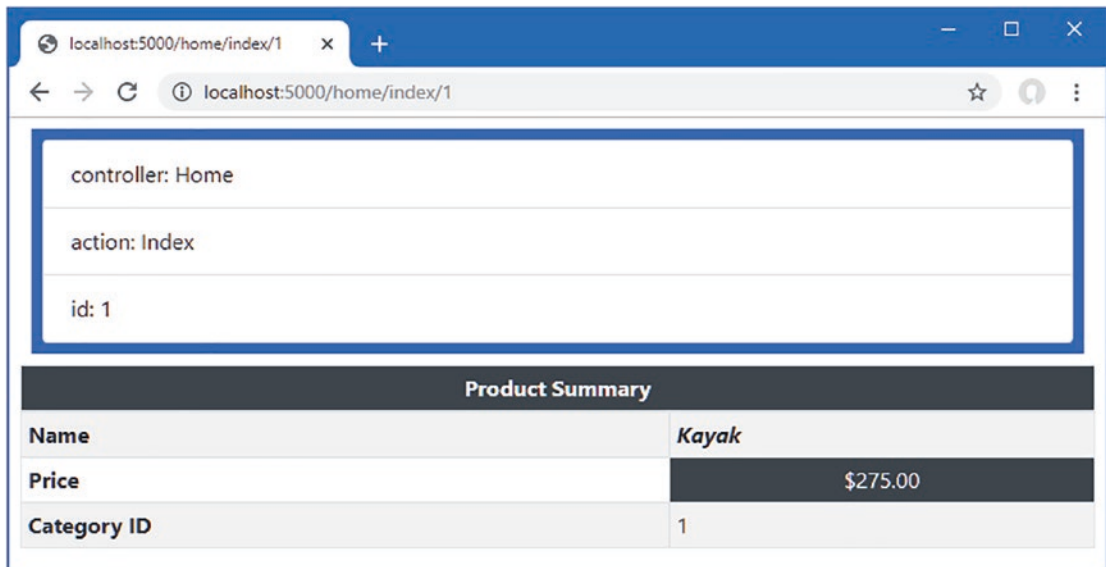 localhost:5000/home/index/1
localhost:5000/home/index/1
controller: Home
action: Index
id: 1
Product Summary
Name Kayak
Price $275.00
Category ID 1